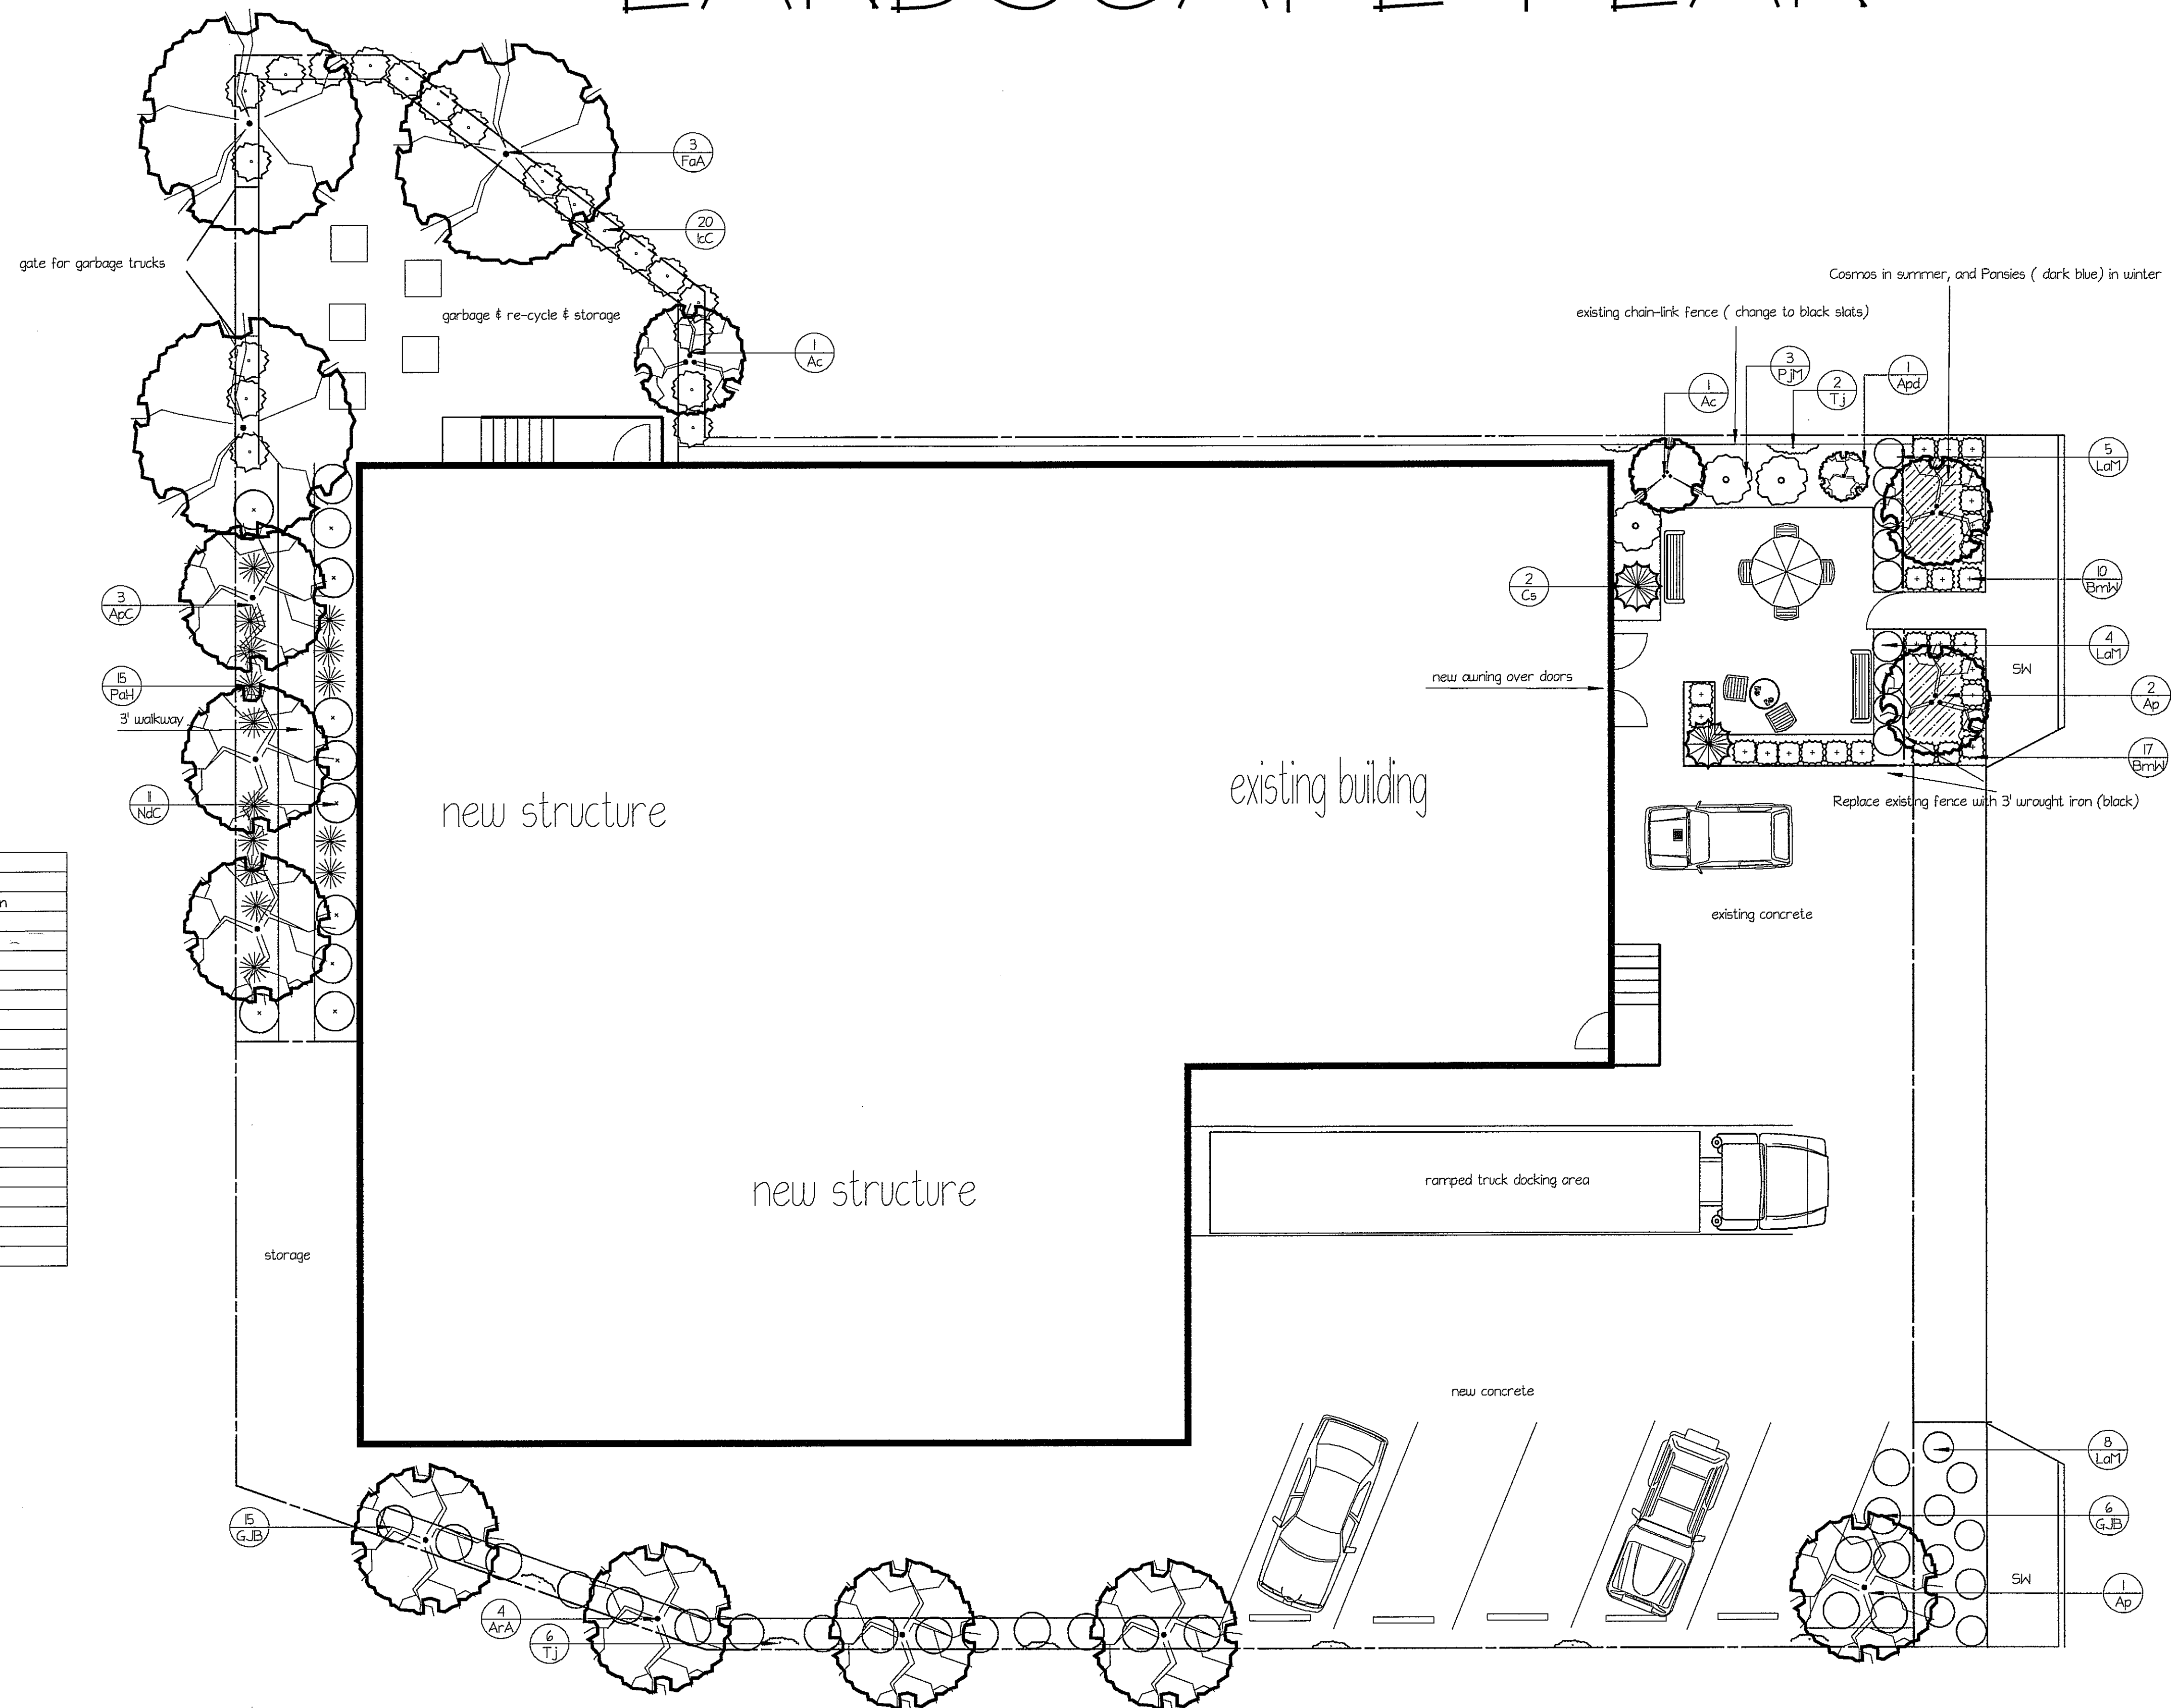 LANDSCAPE PLAN
3
FaA
20
IcC
gate for garbage trucks
garbage & re-cycle & storage
1
Ac
Cosmos in summer, and Pansies ( dark blue) in winter
existing chain-link fence ( change to black slats)
3
PjM
1
Apd
2
Tj
1
Ac
5
LaM
2
Cs
10
BmW
3
ApC
4
LaM
SW
15
PaH
new awning over doors
2
Ap
3' walkway
17
BmW
11
NdC
new structure
existing building
Replace existing fence with 3' wrought iron (black)
n
existing concrete
ramped truck docking area
new structure
storage
new concrete
8
LaM
15
GJB
6
GJB
SW
1
Ap
4
ArA
6
Tj